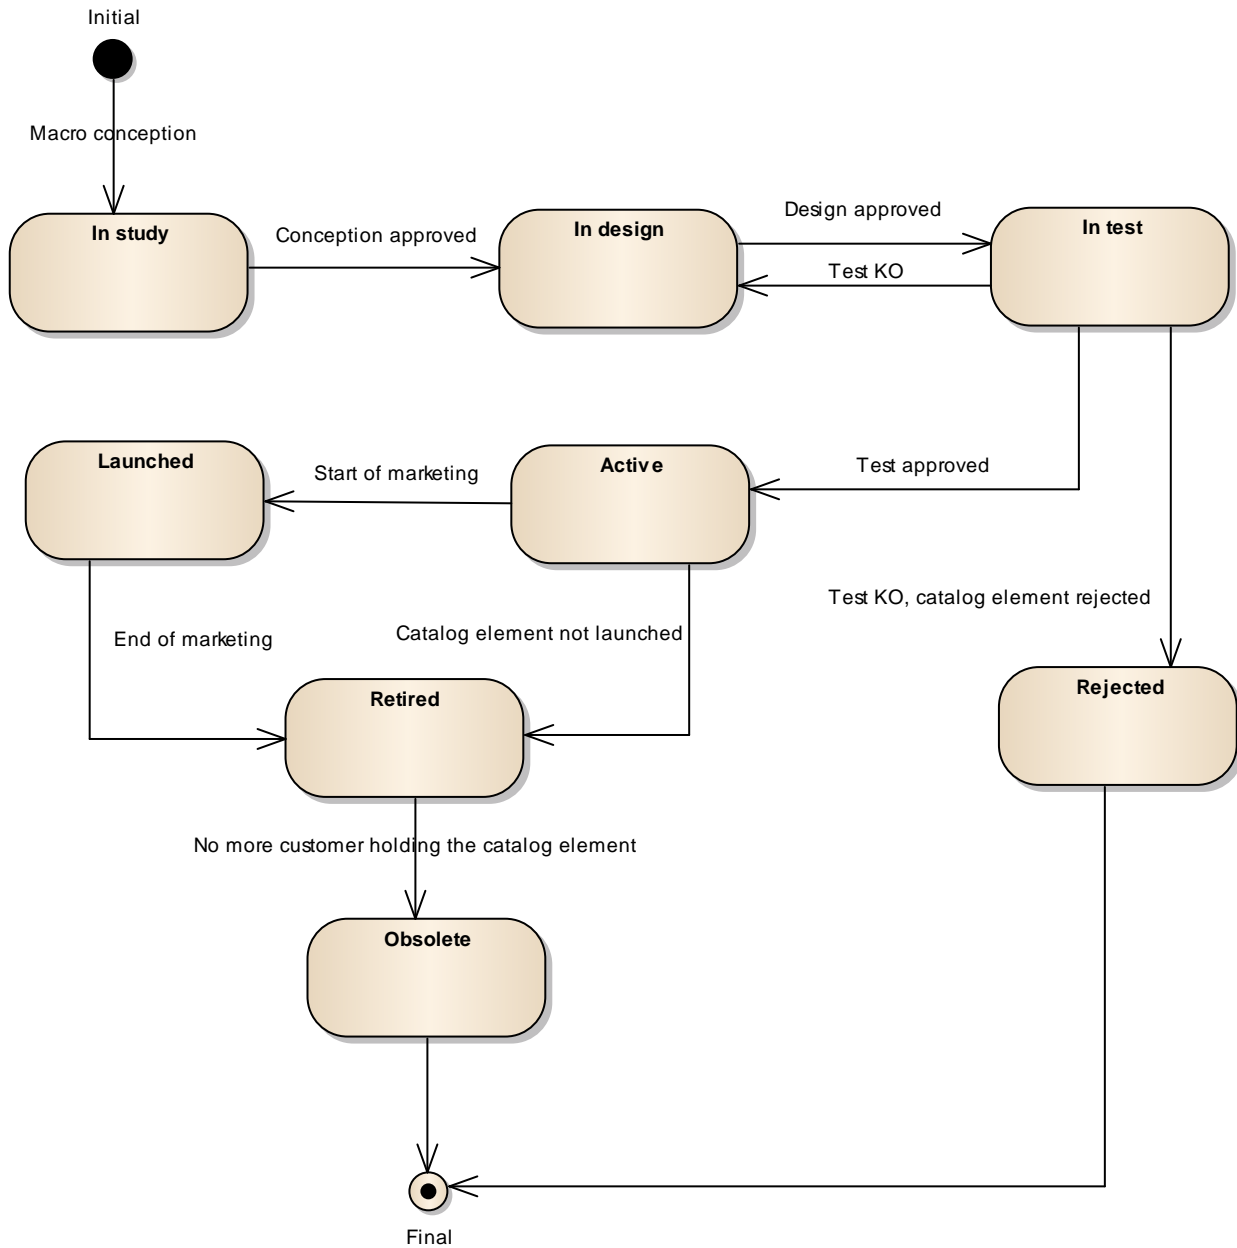 Initial
Macro conception
In study
Conception approved
In design
Design approved
Test KO
In test
Launched
Start of marketing
Active
Test approved
Test KO, catalog element rejected
End of marketing
Catalog element not launched
Retired
Rejected
No more customer holding the catalog element
Obsolete
Final